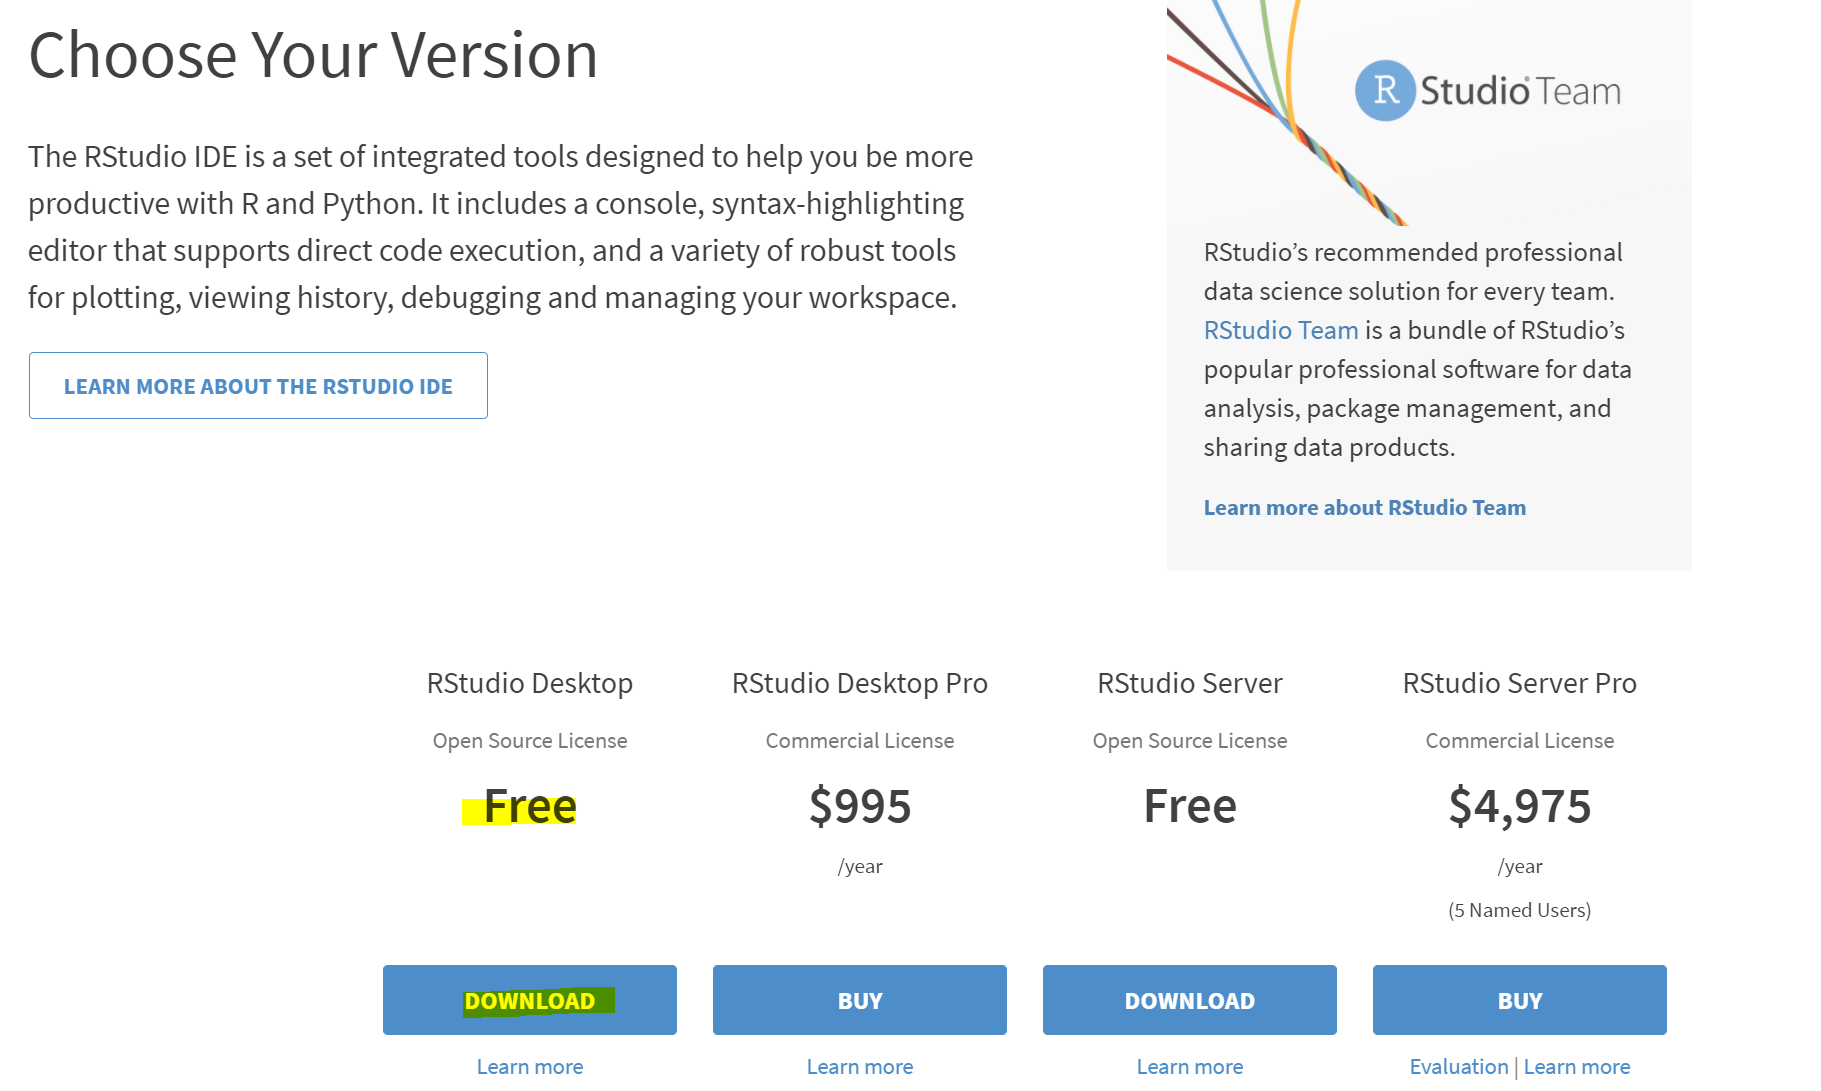 Choose Your Version
The RStudio IDE is a set of integrated tools designed to help you be more
productive with R and Python. It includes a console, syntax-highlighting
editor that supports direct code execution, and a variety of robust tools
for plotting, viewing history, debugging and managing your workspace.
LEARN MORE ABOUT THE RSTUDIO IDE
R Studio® Team
RStudio’s recommended professional
data science solution for every team.
RStudio Team is a bundle of RStudio’s
popular professional software for data
analysis, package management, and
sharing data products.
Learn more about RStudio Team
RStudio Desktop
Open Source License
Free
DOWNLOAD
Learn more
RStudio Desktop Pro
Commercial License
$995
/year
BUY
Learn more
RStudio Server
Open Source License
Free
DOWNLOAD
Learn more
RStudio Server Pro
Commercial License
$4,975
/year
(5 Named Users)
BUY
Evaluation | Learn more